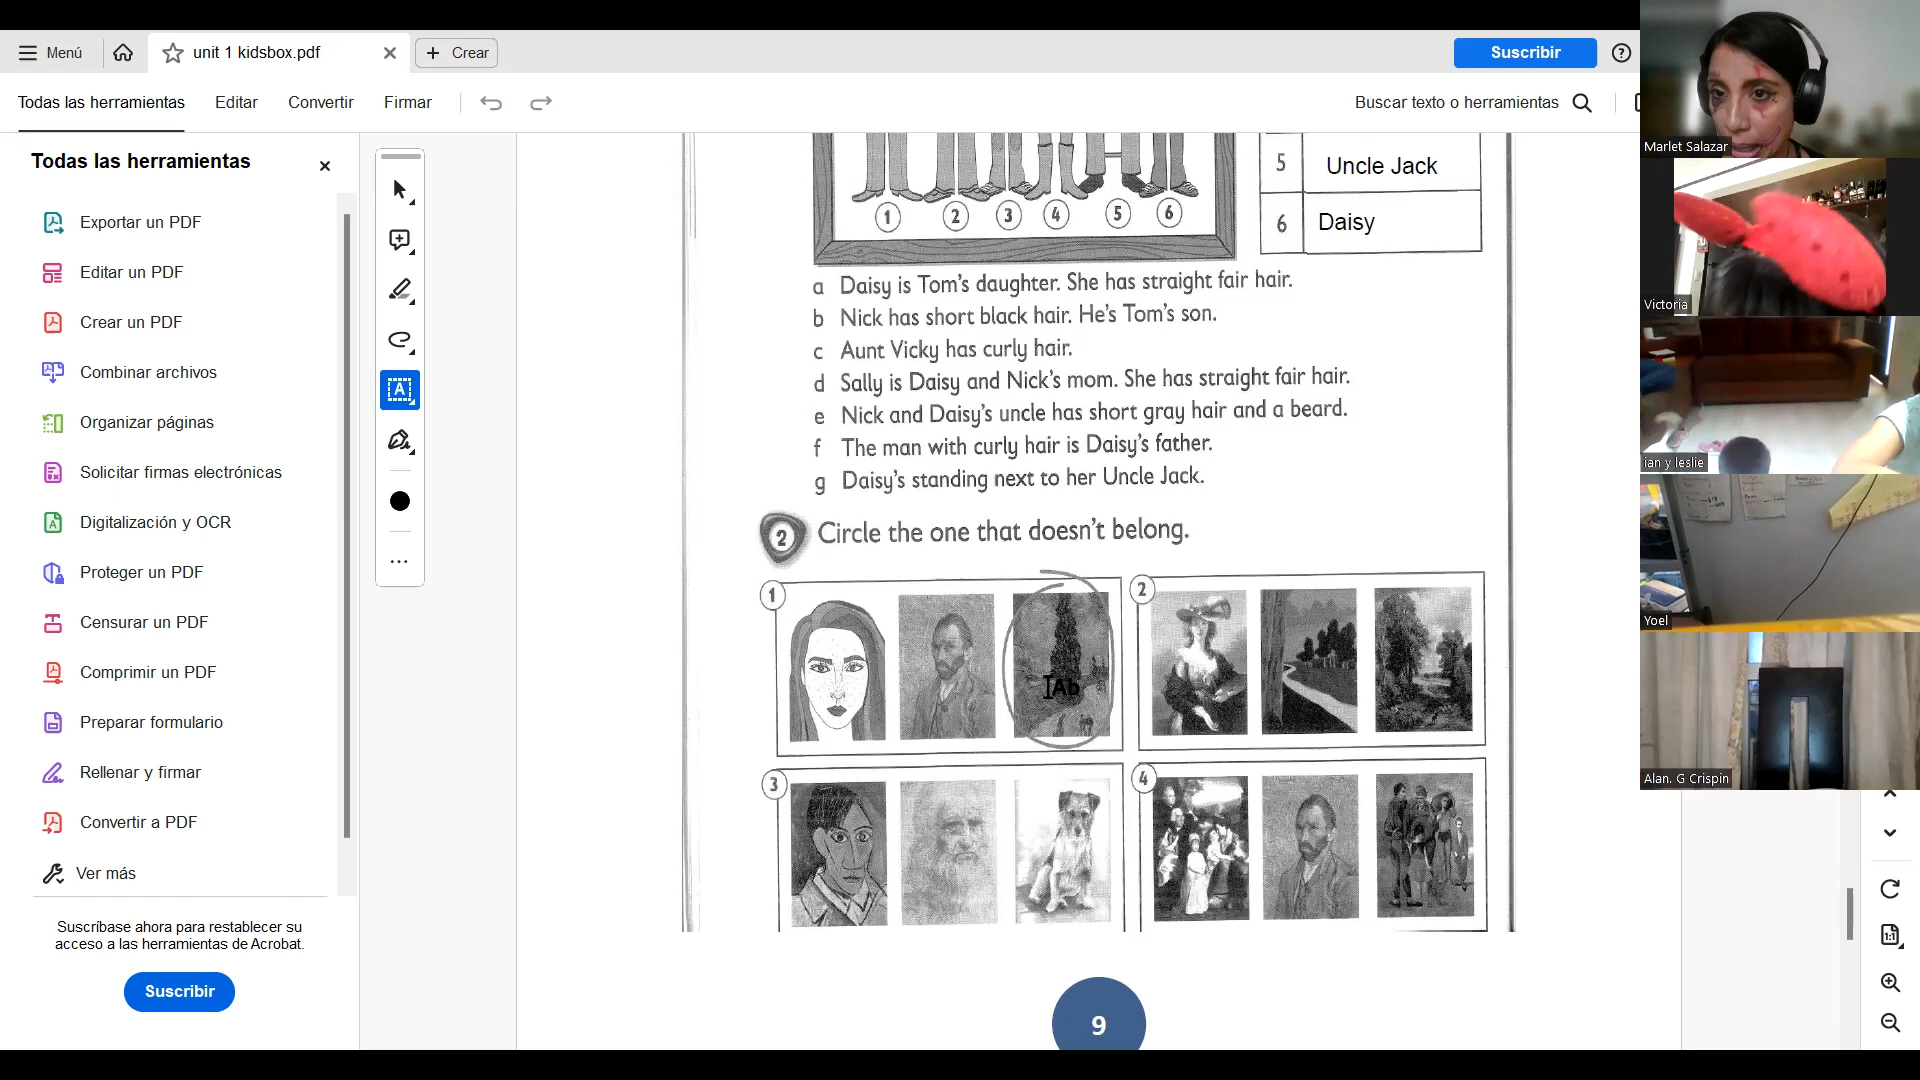 Menú
unit 1 kidsbox.pdf
Crear
Suscribir
Todas las herramientas
Editar
Convertir
Firmar
Buscar texto o herramientas
Todas las herramientas
Exportar un PDF
Editar un PDF
Crear un PDF
Combinar archivos
Organizar páginas
Solicitar firmas electrónicas
Digitalización y OCR
Proteger un PDF
Censurar un PDF
Comprimir un PDF
Preparar formulario
Rellenar y firmar
Convertir a PDF
Ver más
Suscríbase ahora para restablecer su
acceso a las herramientas de Acrobat.
Suscribir
1 2 3 4 5 6
5 Uncle Jack
6 Daisy
a Daisy is Tom's daughter. She has straight fair hair.
b Nick has short black hair. He's Tom's son.
c Aunt Vicky has curly hair.
d Sally is Daisy and Nick's mom. She has straight fair hair.
e Nick and Daisy's uncle has short gray hair and a beard.
f The man with curly hair is Daisy's father.
g Daisy's standing next to her Uncle Jack.
2 Circle the one that doesn't belong.
1
Ab
2
3
4
9
Marlet Salazar
Victoria
ian y leslie
Yoel
Alan. G Crispin